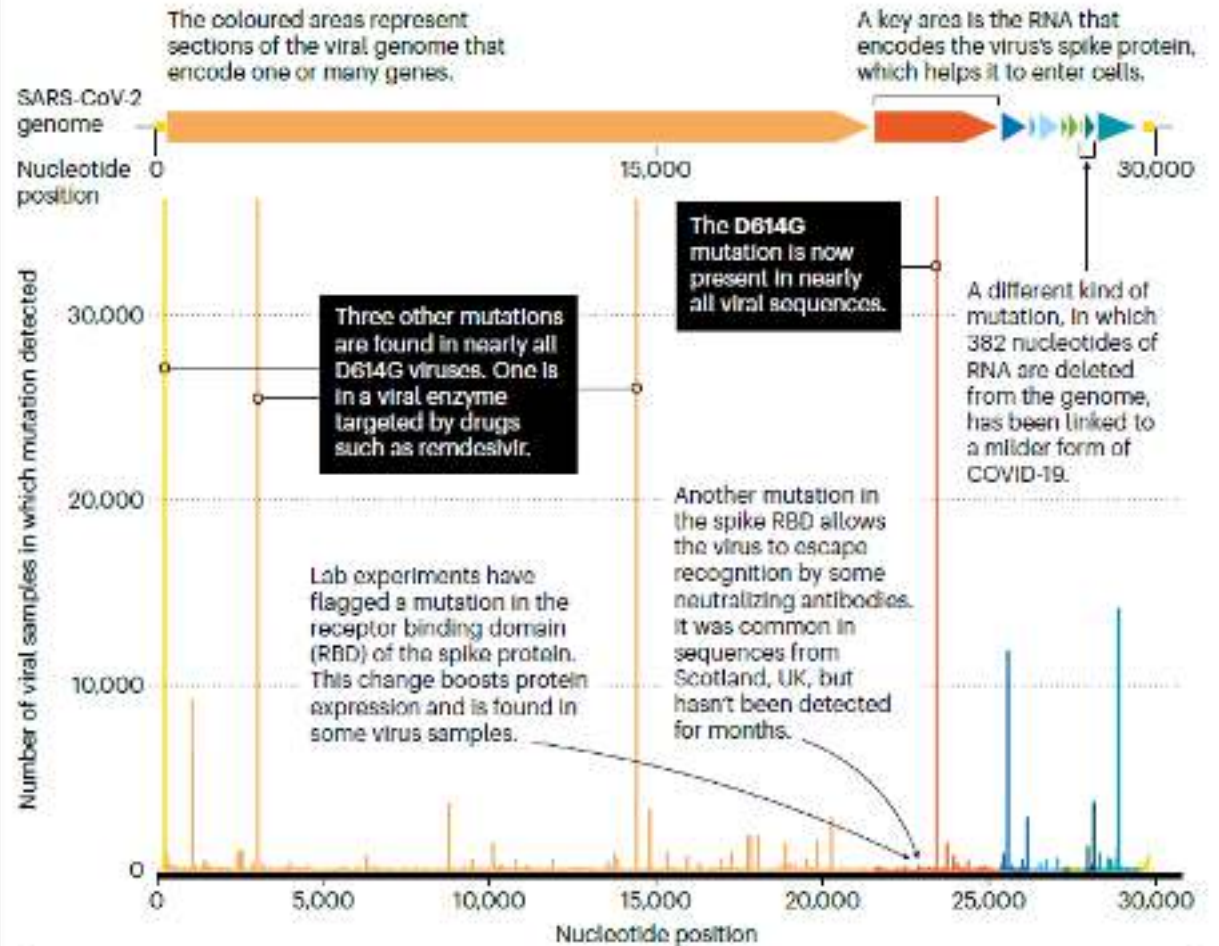 The coloured areas represent
sections of the viral genome that
encode one or many genes.
A key area is the RNA that
encodes the virus's spike protein,
which helps it to enter cells.
SARS-CoV-2
genome
Nucleotide
position
0
15,000
30,000
The D614G
mutation is now
present in nearly
all viral sequences.
Three other mutations
are found in nearly all
D614G viruses. One is
in a viral enzyme
targeted by drugs
such as remdesivir.
A different kind of
mutation, in which
382 nucleotides of
RNA are deleted
from the genome,
has been linked to
a milder form of
COVID-19.
Another mutation in
the spike RBD allows
the virus to escape
recognition by some
neutralizing antibodies.
It was common in
sequences from
Scotland, UK, but
hasn't been detected
for months.
Lab experiments have
flagged a mutation in the
receptor binding domain
(RBD) of the spike protein.
This change boosts protein
expression and is found in
some virus samples.
Number of viral samples in which mutation detected
30,000
20,000
10,000
0
0
5,000
10,000
15,000
20,000
25,000
30,000
Nucleotide position